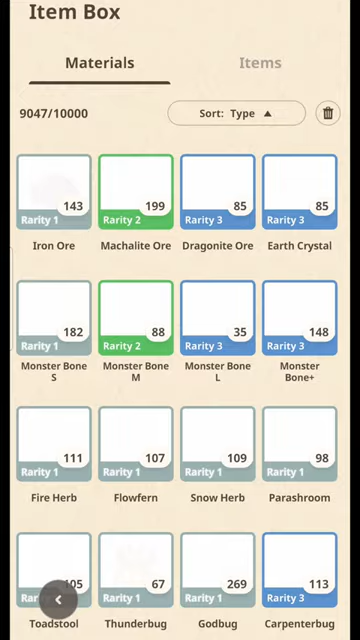 Item Box
Materials
Items
9047/10000
Sort: Type
143
199
85
85
Rarity 1
Rarity 2
Rarity 3
Rarity 3
Iron Ore
Machalite Ore
Dragonite Ore
Earth Crystal
182
88
35
148
Rarity 1
Rarity 2
Rarity 3
Rarity 3
Monster Bone
S
Monster Bone
M
Monster Bone
L
Monster
Bone+
111
107
109
98
Rarity 1
Rarity 1
Rarity 1
Rarity 1
Fire Herb
Flowfern
Snow Herb
Parashroom
105
67
269
113
Rarity 1
Rarity 1
Rarity 3
Toadstool
Thunderbug
Godbug
Carpenterbug